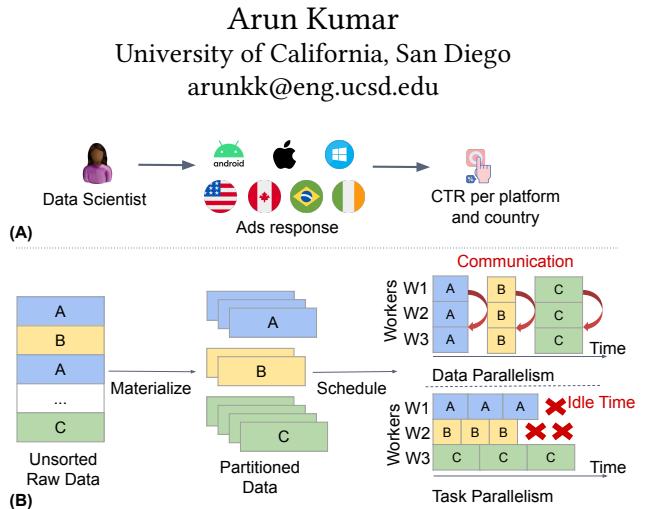 Arun Kumar
University of California, San Diego
arunkk@eng.ucsd.edu
android
Data Scientist
Ads response
CTR per platform
and country
(A)
A
B
A
...
C
Unsorted
Raw Data
Materialize
A
B
C
Partitioned
Data
Schedule
Communication
Workers
W1 A B C
W2 A B C
W3 A B C
Time
Data Parallelism
Workers
W1 A A A Idle Time
W2 B B B
W3 C C C
Time
Task Parallelism
(B)